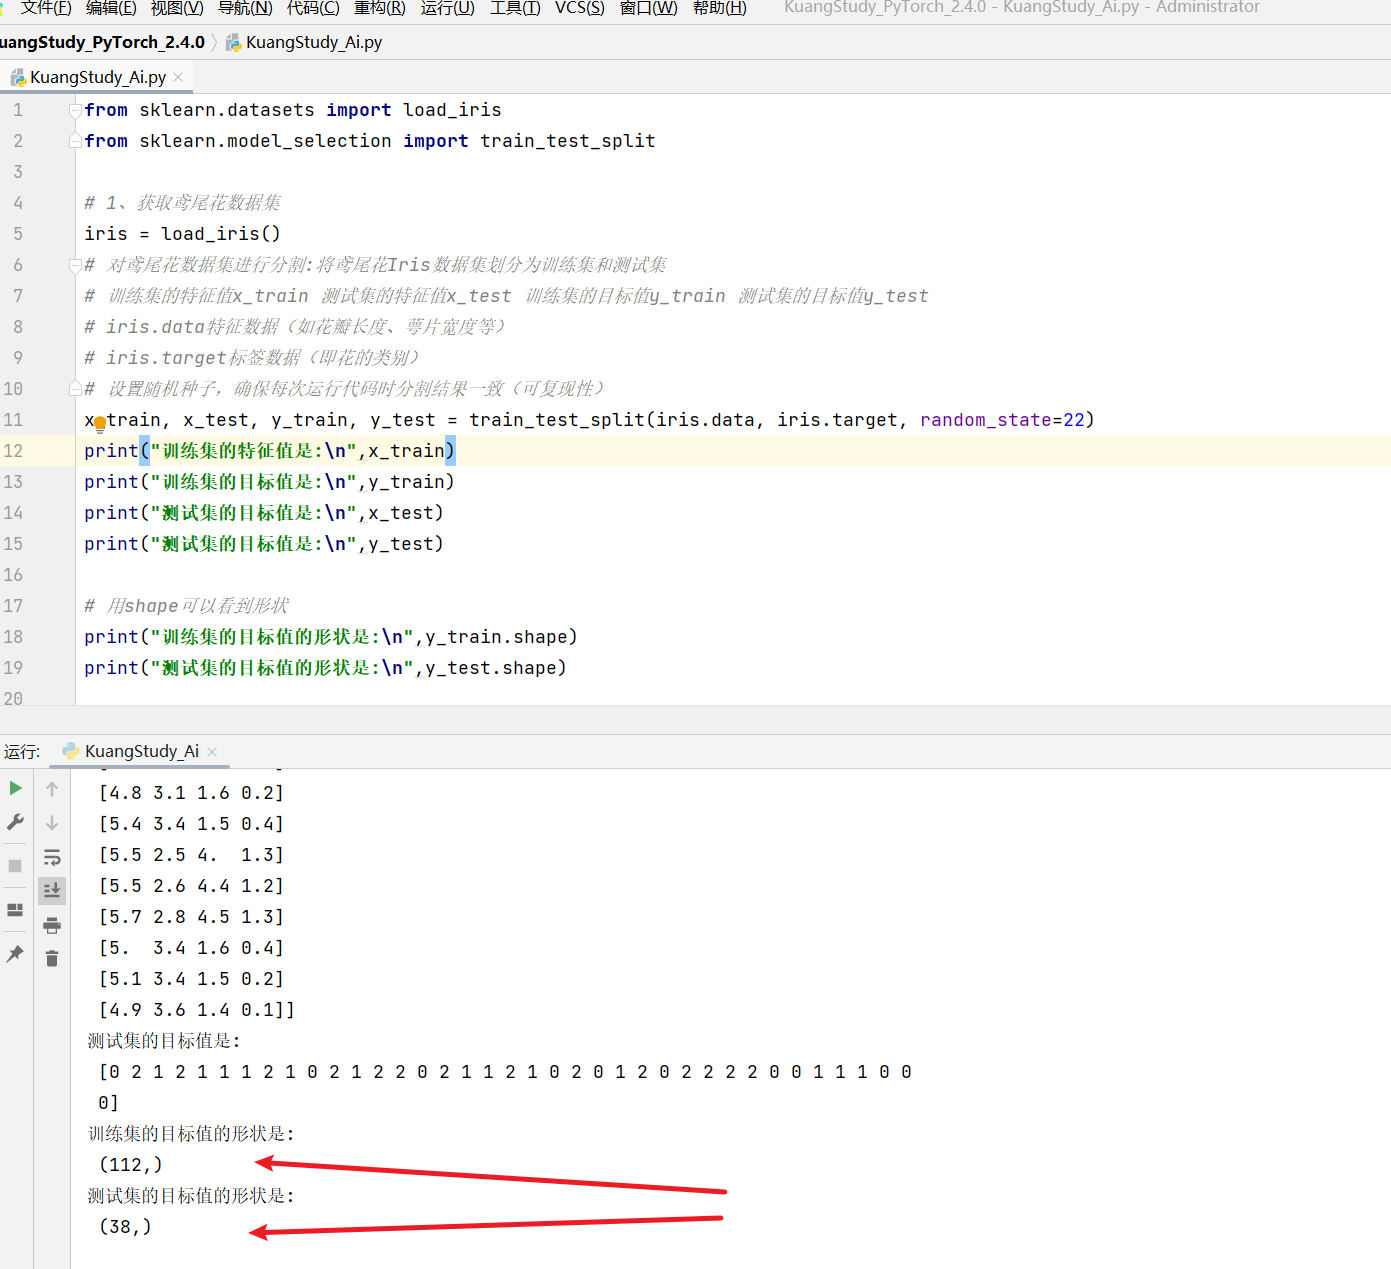 文件(F) 编辑(E) 视图(V) 导航(N) 代码(C) 重构(R) 运行(U) 工具(T) VCS(S) 窗口(W) 帮助(H) KuangStudy_PyTorch_2.4.0 - KuangStudy_Ai.py - Administrator
uangStudy_PyTorch_2.4.0 KuangStudy_Ai.py
KuangStudy_Ai.py
1 from sklearn.datasets import load_iris
2 from sklearn.model_selection import train_test_split
3
4 # 1、获取鸢尾花数据集
5 iris = load_iris()
6 # 对鸢尾花数据集进行分割:将鸢尾花Iris数据集划分为训练集和测试集
7 # 训练集的特征值x_train 测试集的特征值x_test 训练集的目标值y_train 测试集的目标值y_test
8 # iris.data特征数据（如花瓣长度、萼片宽度等）
9 # iris.target标签数据（即花的类别）
10 # 设置随机种子，确保每次运行代码时分割结果一致（可复现性）
11 x_train, x_test, y_train, y_test = train_test_split(iris.data, iris.target, random_state=22)
12 print("训练集的特征值是:\n",x_train)
13 print("训练集的目标值是:\n",y_train)
14 print("测试集的目标值是:\n",x_test)
15 print("测试集的目标值是:\n",y_test)
16
17 # 用shape可以看到形状
18 print("训练集的目标值的形状是:\n",y_train.shape)
19 print("测试集的目标值的形状是:\n",y_test.shape)
20
运行: KuangStudy_Ai
[4.8 3.1 1.6 0.2]
[5.4 3.4 1.5 0.4]
[5.5 2.5 4.  1.3]
[5.5 2.6 4.4 1.2]
[5.7 2.8 4.5 1.3]
[5.  3.4 1.6 0.4]
[5.1 3.4 1.5 0.2]
[4.9 3.6 1.4 0.1]]
测试集的目标值是:
[0 2 1 2 1 1 1 2 1 0 2 1 2 2 0 2 1 1 2 1 0 2 0 1 2 0 2 2 2 2 0 0 1 1 1 0 0
0]
训练集的目标值的形状是:
(112,)
测试集的目标值的形状是:
(38,)